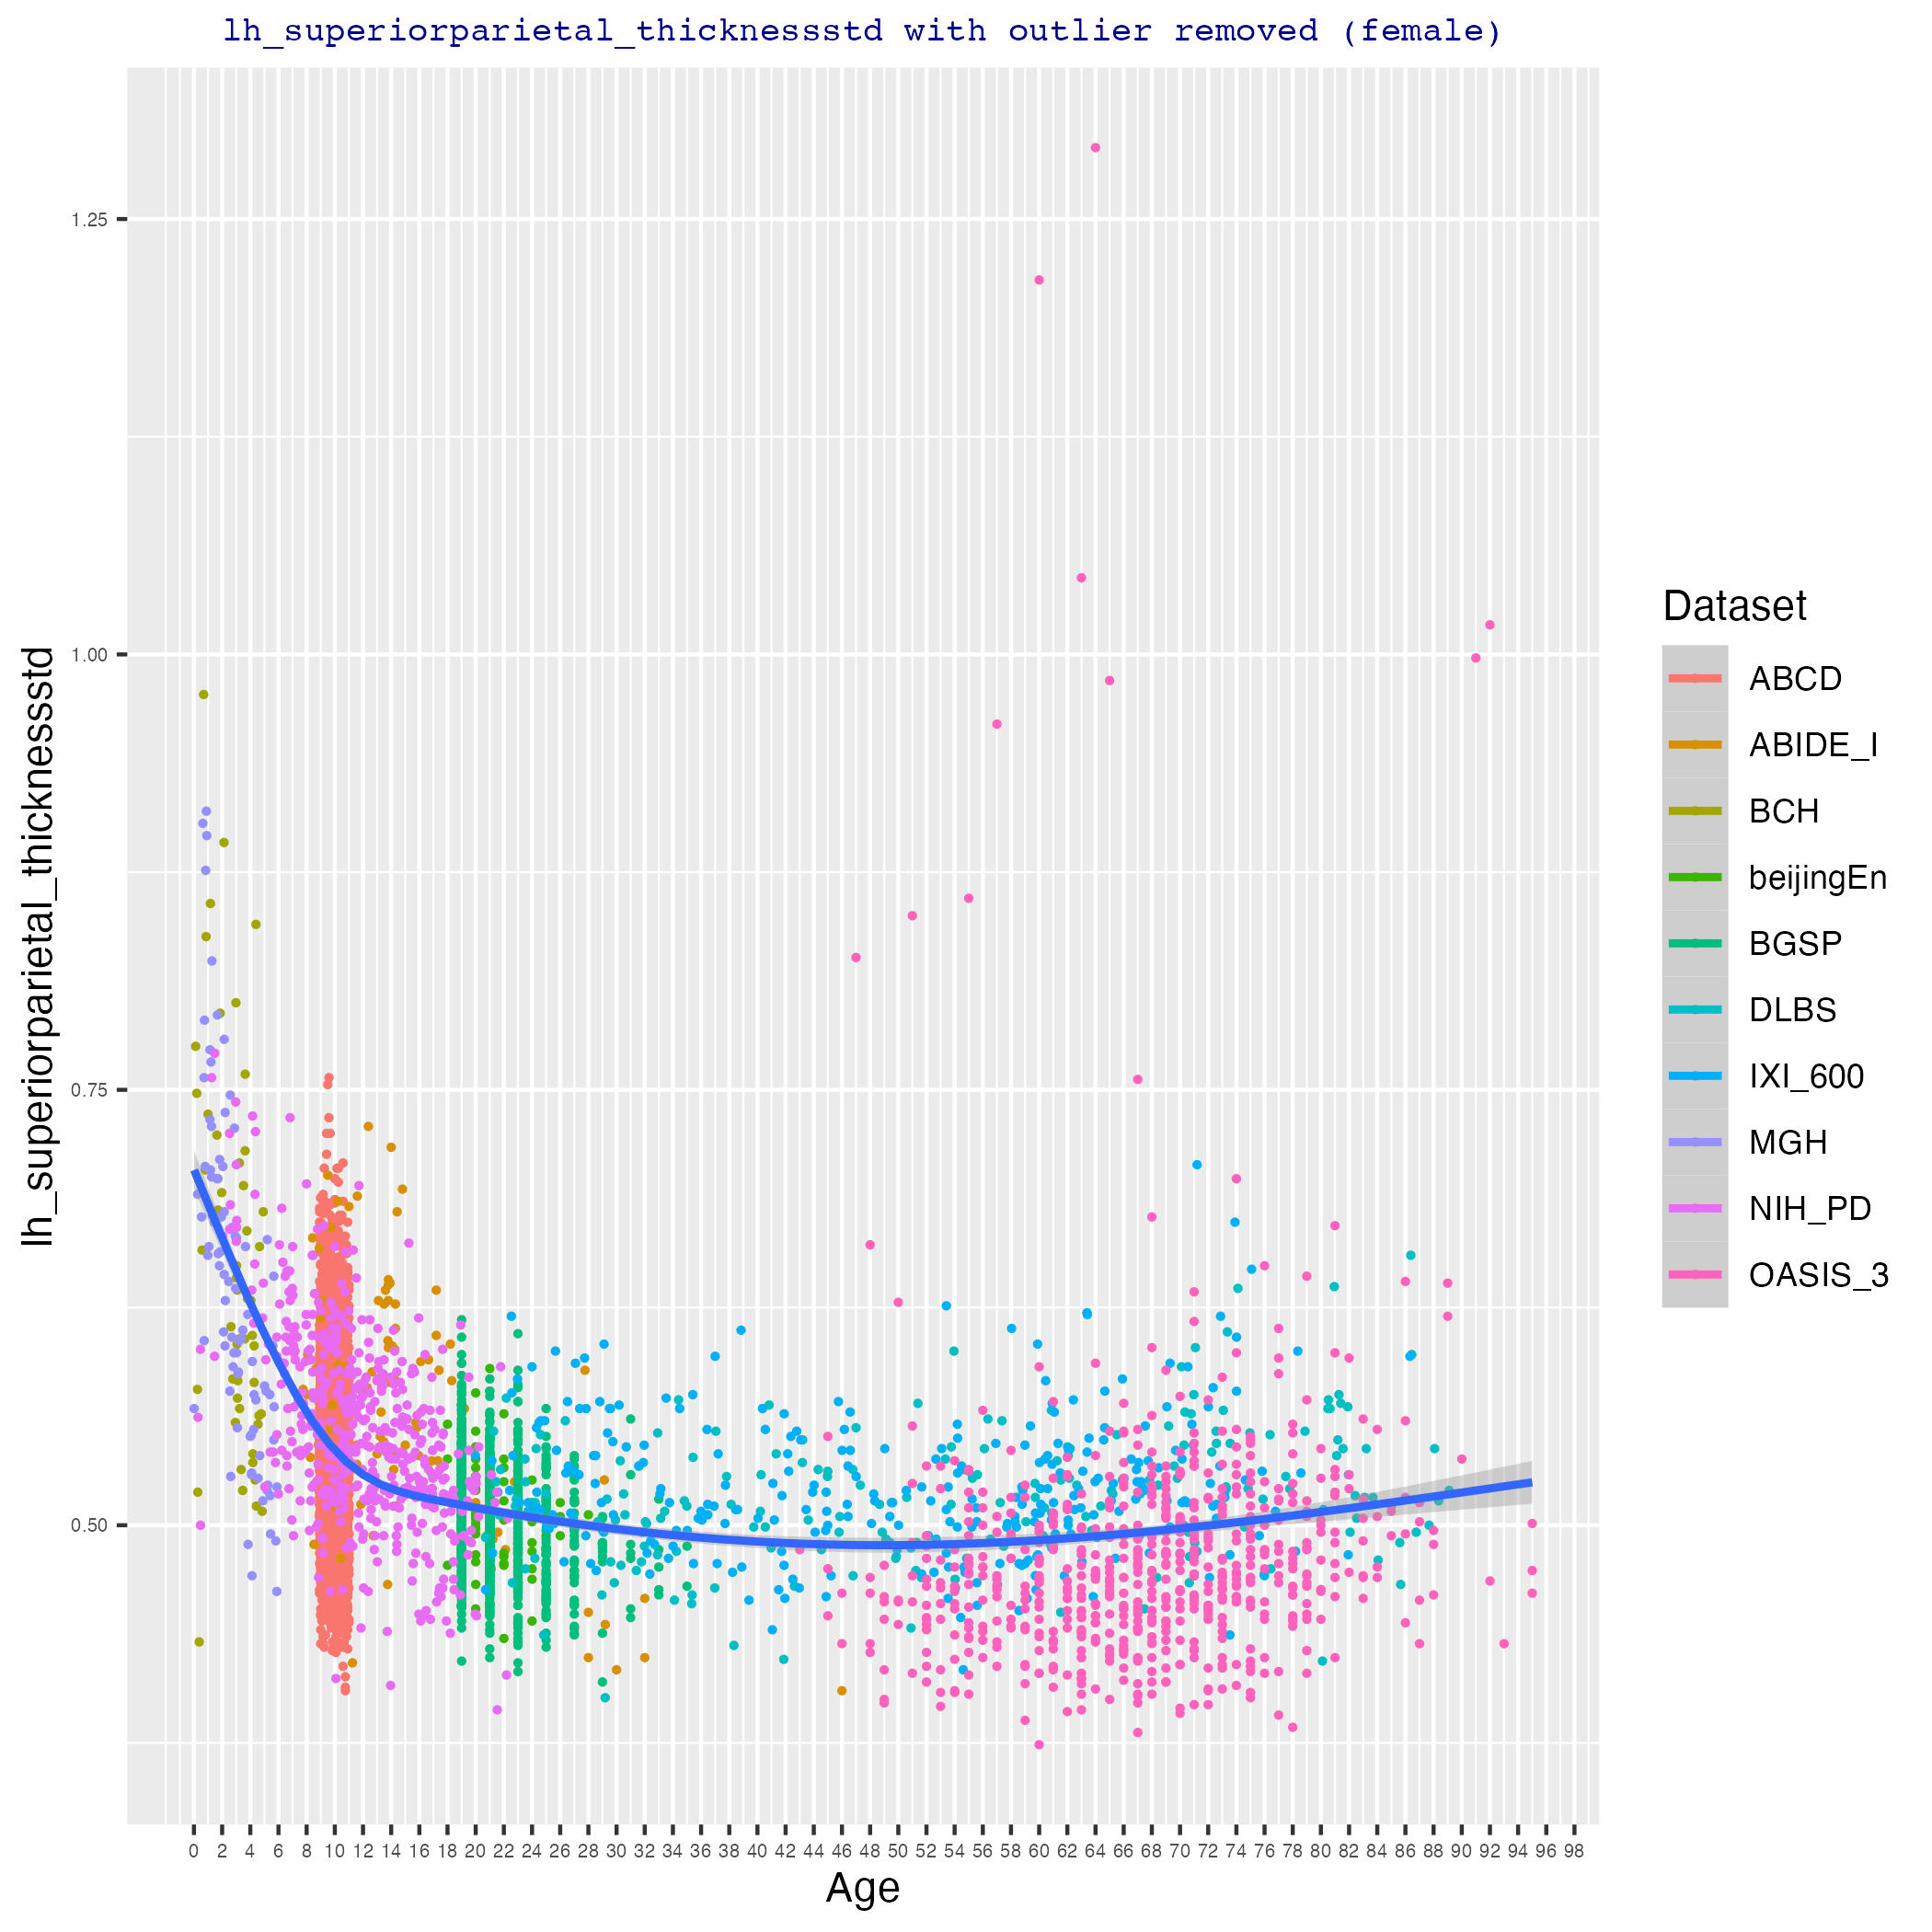 lh_superiorparietal_thicknessstd with outlier removed (female)
lh_superiorparietal_thicknessstd
1.25
1.00
0.75
0.50
0 2 4 6 8 10 12 14 16 18 20 22 24 26 28 30 32 34 36 38 40 42 44 46 48 50 52 54 56 58 60 62 64 66 68 70 72 74 76 78 80 82 84 86 88 90 92 94 96 98
Age
Dataset
ABCD
ABIDE_I
BCH
beijingEn
BGSP
DLBS
IXI_600
MGH
NIH_PD
OASIS_3